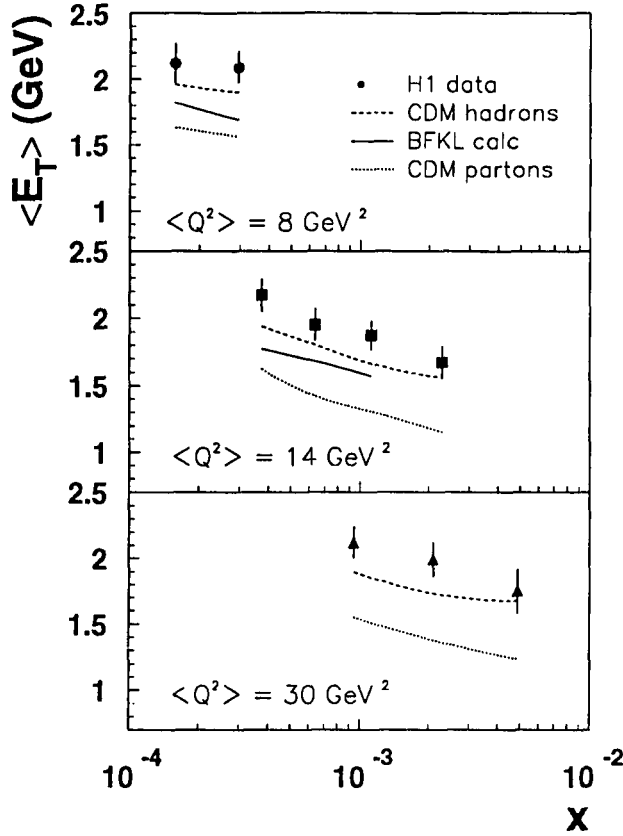 <E_T> (GeV)
2.5
2
1.5
1
● H1 data
CDM hadrons
BFKL calc
CDM partons
<Q²> = 8 GeV²
2.5
2
1.5
1
<Q²> = 14 GeV²
2.5
2
1.5
1
<Q²> = 30 GeV²
10⁻⁴ 10⁻³ 10⁻²
X